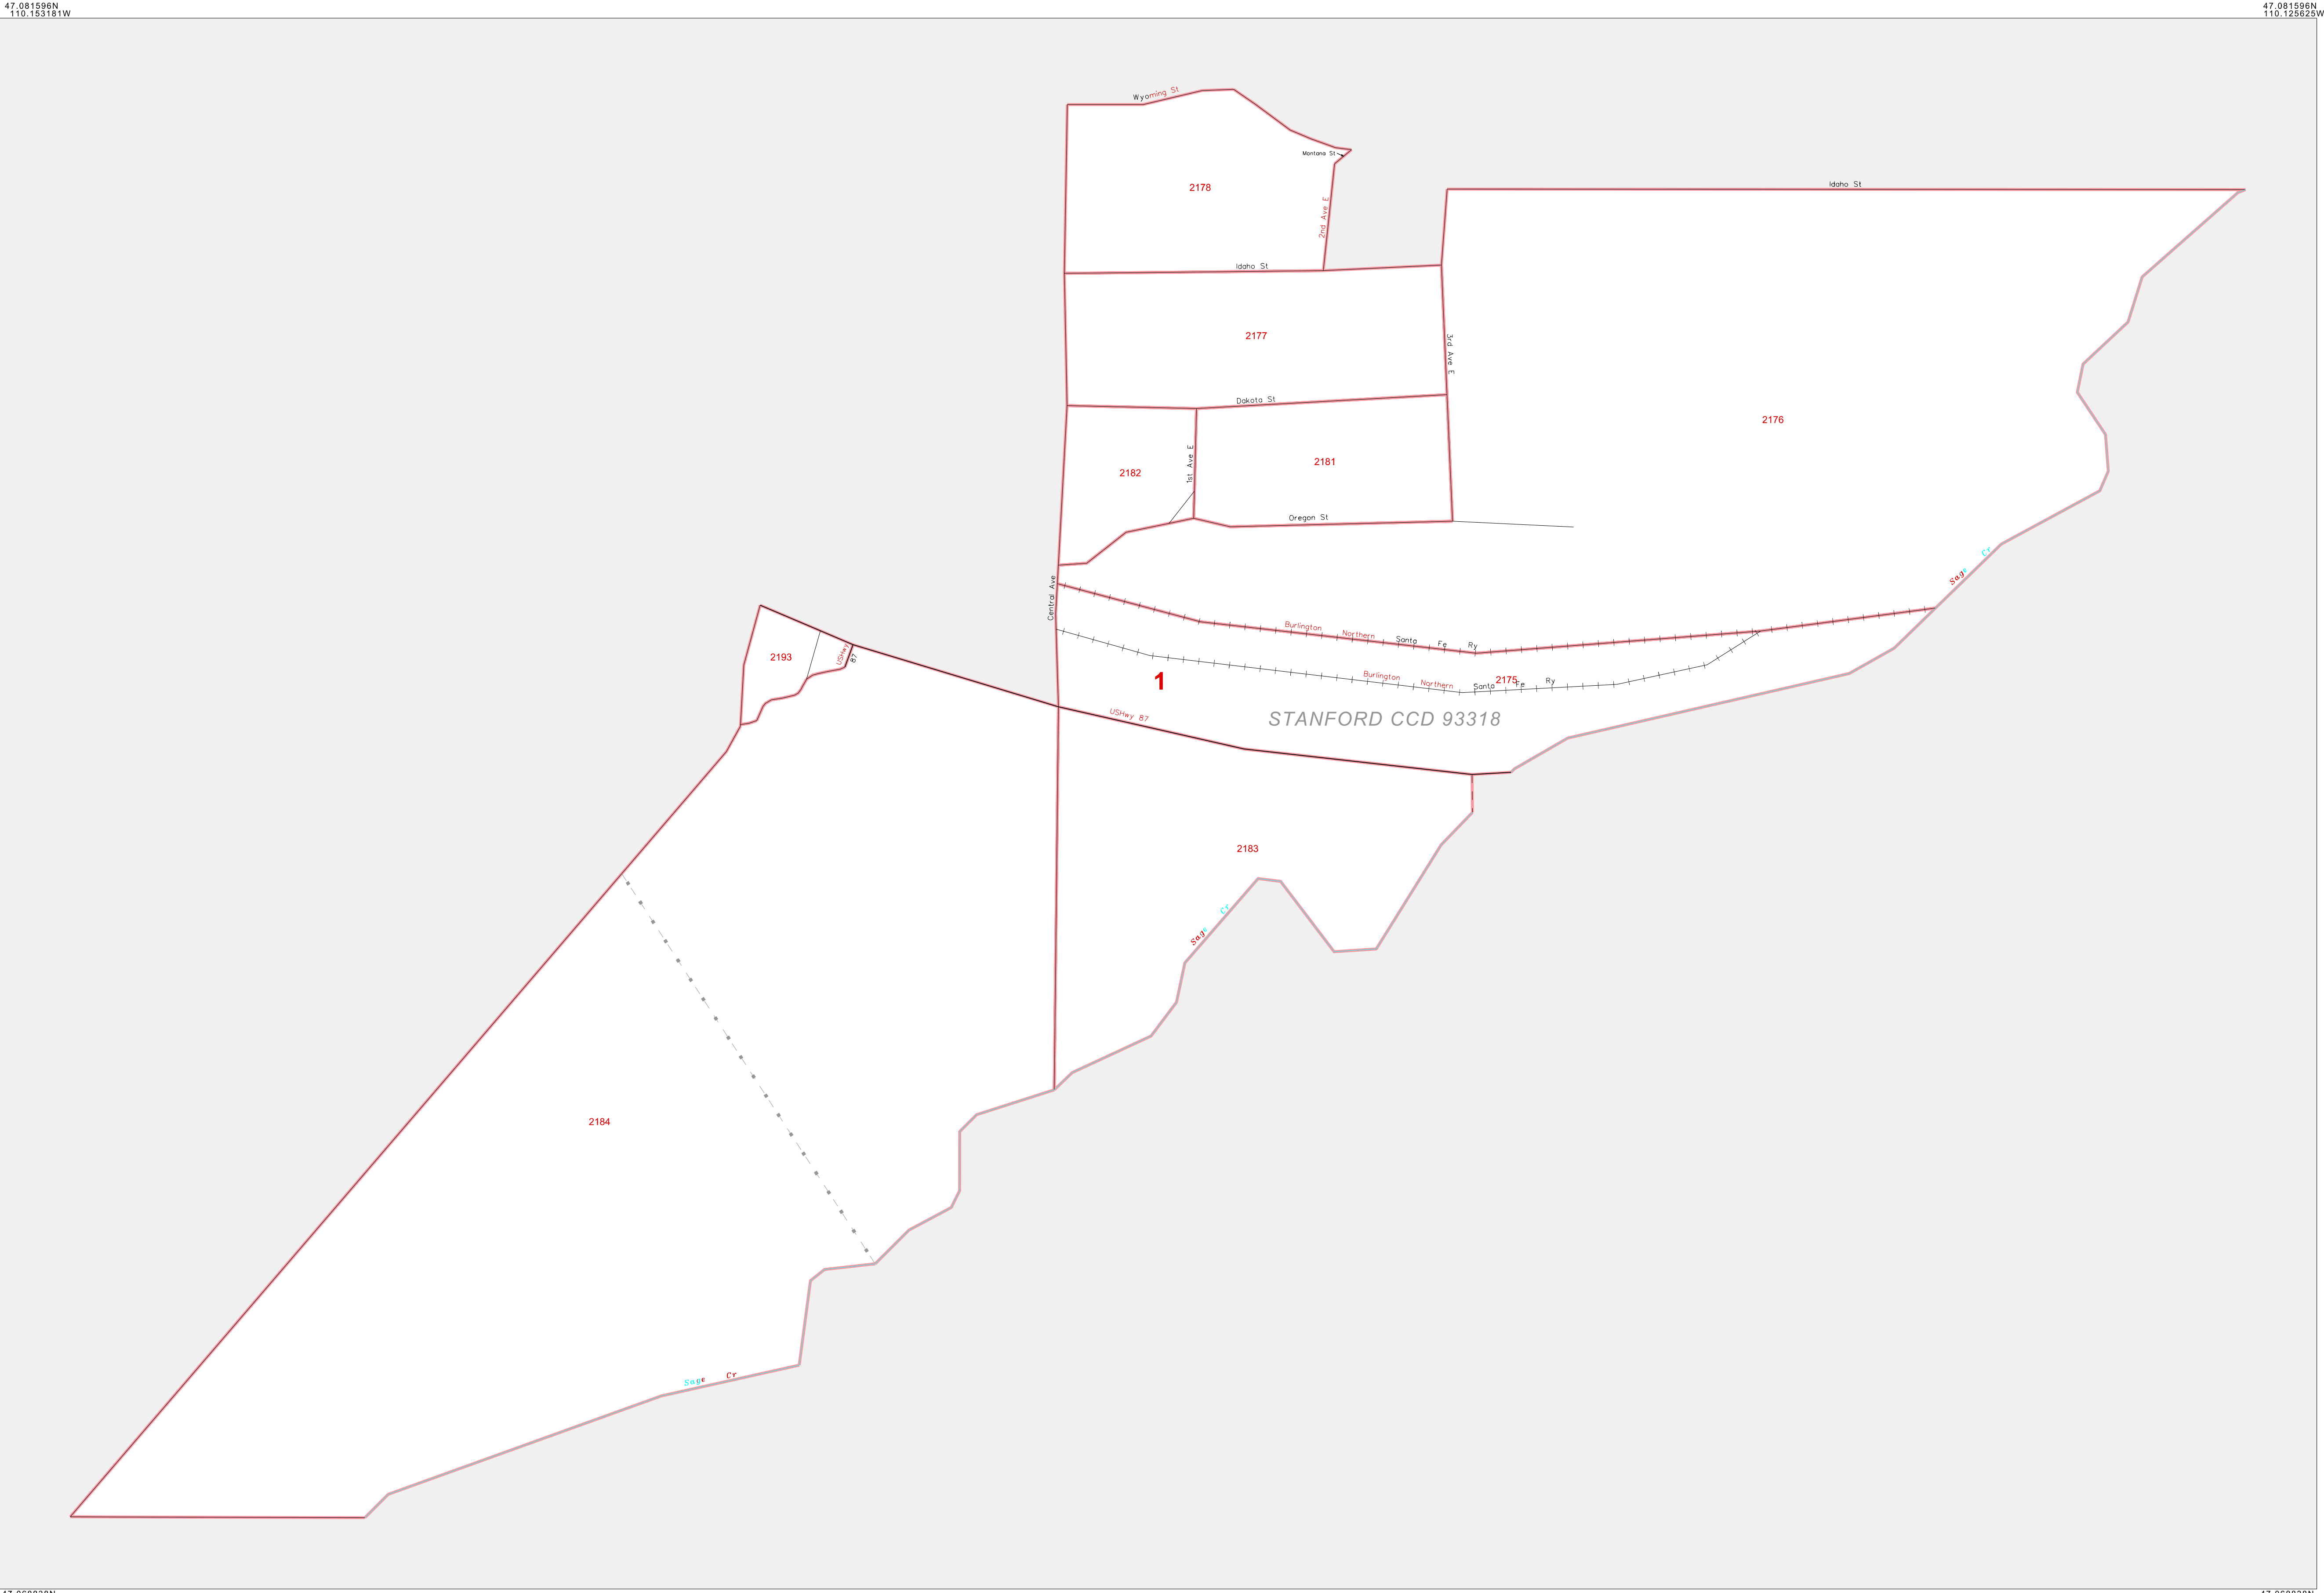 47.081596N
110.153181W
47.081596N
110.125625W
Wyoming St
Montana St
2178
2nd Ave E
Idaho St
Idaho St
2177
3rd Ave E
Dakota St
2176
1st Ave E
2182
2181
Oregon St
Sage Cr
Central Ave
Burlington Northern Santa Fe Ry
2193
USHwy 87
1
Burlington Northern Santa Fe Ry
2175
USHwy 87
STANFORD CCD 93318
2183
Sage Cr
2184
Sage Cr